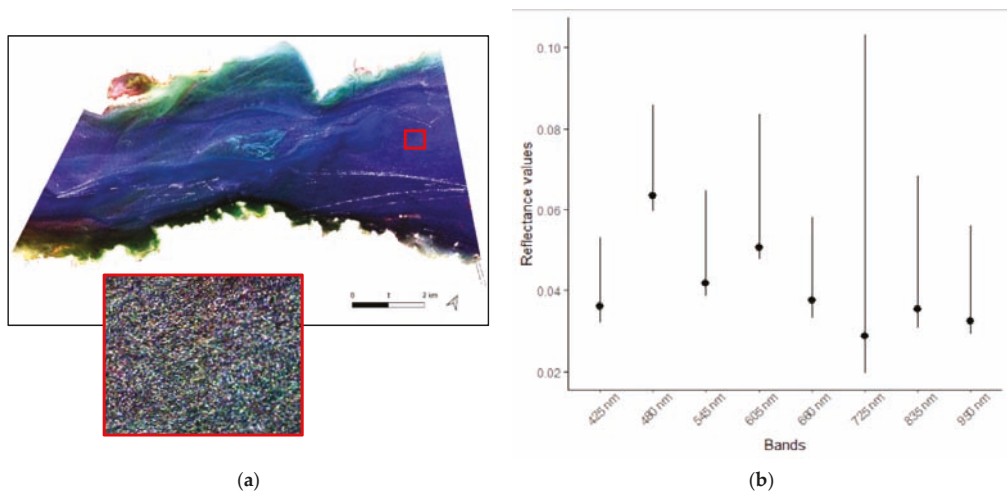 0 1 2 km
(a)
Reflectance values
0.10
0.08
0.06
0.04
0.02
425 nm
480 nm
545 nm
605 nm
660 nm
725 nm
835 nm
950 nm
Bands
(b)